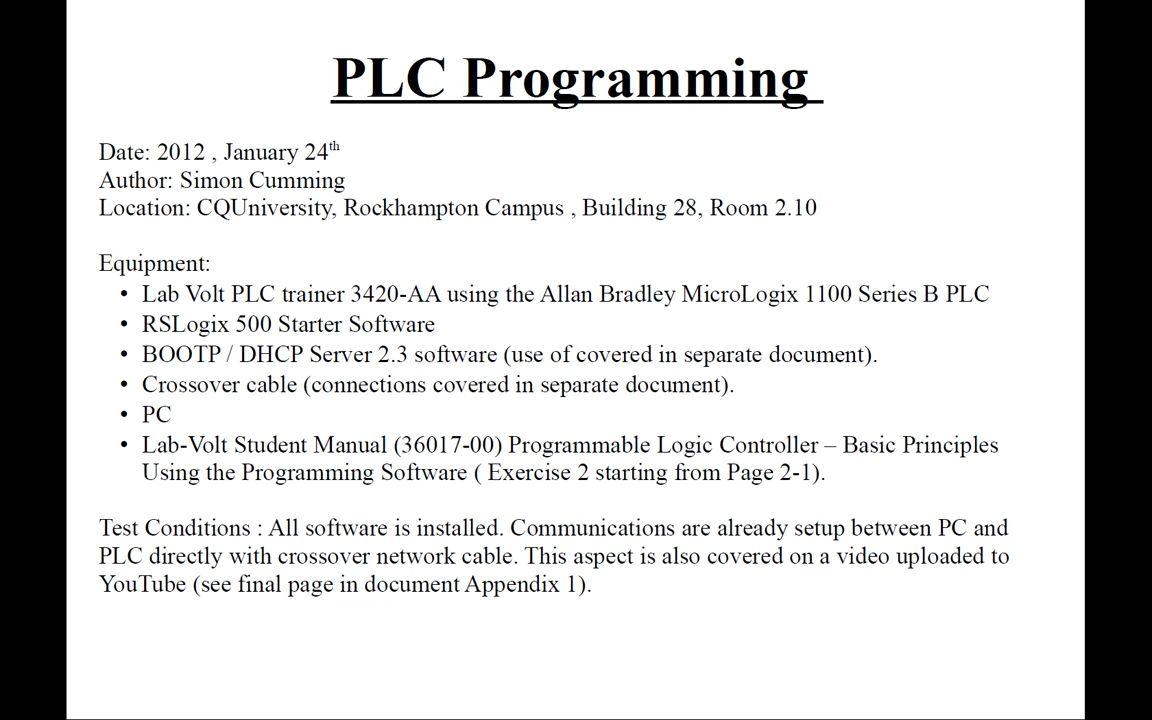 PLC Programming
Date: 2012 , January 24th
Author: Simon Cumming
Location: CQUniversity, Rockhampton Campus , Building 28, Room 2.10
Equipment:
• Lab Volt PLC trainer 3420-AA using the Allan Bradley MicroLogix 1100 Series B PLC
• RSLogix 500 Starter Software
• BOOTP / DHCP Server 2.3 software (use of covered in separate document).
• Crossover cable (connections covered in separate document).
• PC
• Lab-Volt Student Manual (36017-00) Programmable Logic Controller – Basic Principles
Using the Programming Software ( Exercise 2 starting from Page 2-1).
Test Conditions : All software is installed. Communications are already setup between PC and
PLC directly with crossover network cable. This aspect is also covered on a video uploaded to
YouTube (see final page in document Appendix 1).